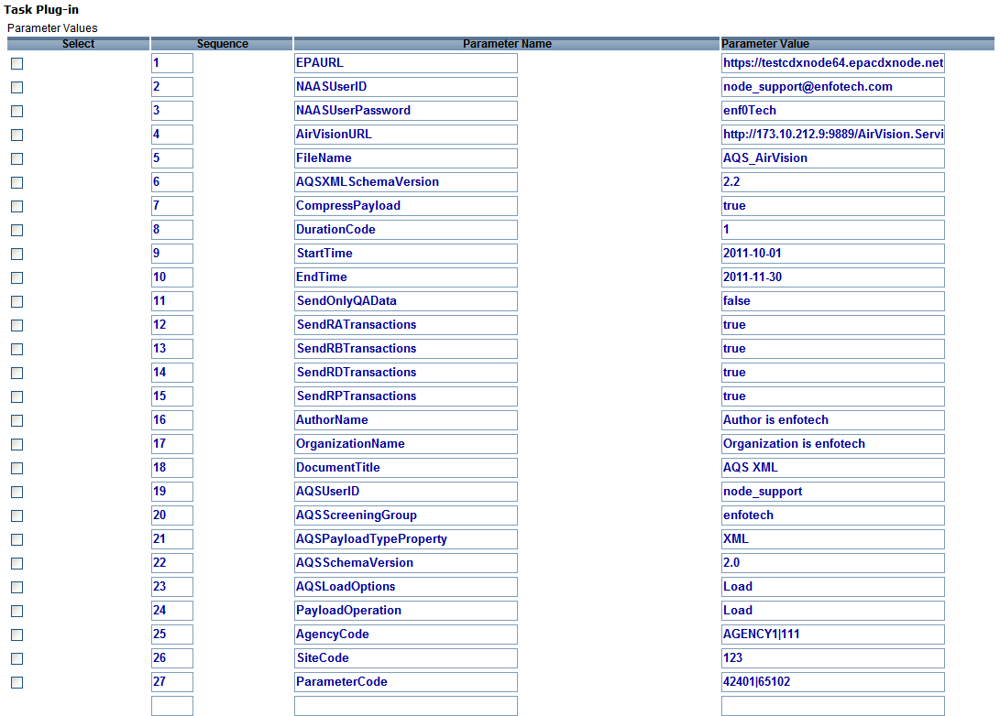 Task Plug-in
Parameter Values
Select Sequence Parameter Name Parameter Value
1 EPAURL https://testcdxnode64.epacdxnode.net
2 NAASUserID node_support@enfotech.com
3 NAASUserPassword enf0Tech
4 AirVisionURL http://173.10.212.9:9889/AirVision.Servi
5 FileName AQS_AirVision
6 AQSXMLSchemaVersion 2.2
7 CompressPayload true
8 DurationCode 1
9 StartTime 2011-10-01
10 EndTime 2011-11-30
11 SendOnlyQAData false
12 SendRATransactions true
13 SendRBTransactions true
14 SendRDTransactions true
15 SendRPTransactions true
16 AuthorName Author is enfotech
17 OrganizationName Organization is enfotech
18 DocumentTitle AQS XML
19 AQSUserID node_support
20 AQSScreeningGroup enfotech
21 AQSPayloadTypeProperty XML
22 AQSSchemaVersion 2.0
23 AQSLoadOptions Load
24 PayloadOperation Load
25 AgencyCode AGENCY1|111
26 SiteCode 123
27 ParameterCode 42401|65102